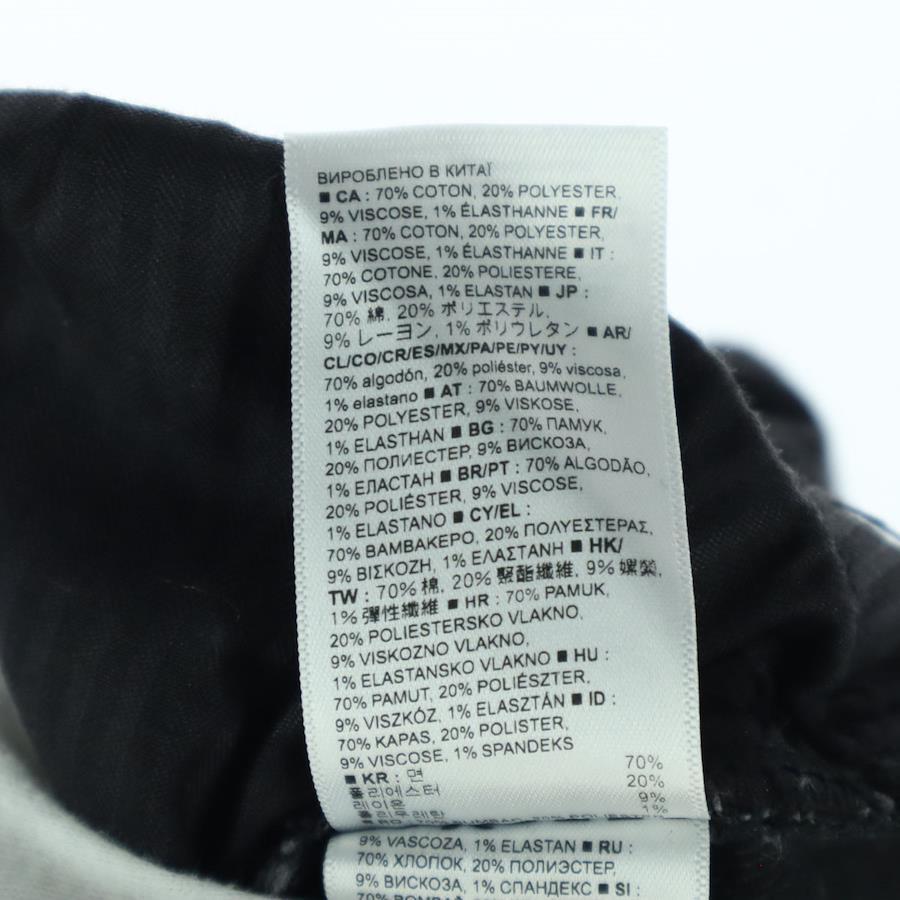 ВИРОБЛЕНО В КИТАЇ
■ CA : 70% COTON, 20% POLYESTER,
9% VISCOSE, 1% ÉLASTHANNE ■ FR/
MA : 70% COTON, 20% POLYESTER,
9% VISCOSE, 1% ÉLASTHANNE ■ IT :
70% COTONE, 20% POLIESTERE,
9% VISCOSA, 1% ELASTAN ■ JP :
70% 綿, 20% ポリエステル,
9% レーヨン, 1% ポリウレタン ■ AR/
CL/CO/CR/ES/MX/PA/PE/PY/UY :
70% algodón, 20% poliéster, 9% viscosa,
1% elastano ■ AT : 70% BAUMWOLLE,
20% POLYESTER, 9% VISKOSE,
1% ELASTHAN ■ BG : 70% ПАМУК,
20% ПОЛИЕСТЕР, 9% ВИСКОЗА,
1% ЕЛАСТАН ■ BR/PT : 70% ALGODÃO,
20% POLIÉSTER, 9% VISCOSE,
1% ELASTANO ■ CY/EL :
70% ΒΑΜΒΑΚΕΡΟ, 20% ΠΟΛΥΕΣΤΕΡΑΣ,
9% ΒΙΣΚΟΖΗ, 1% ΕΛΑΣΤΑΝΗ ■ HK/
TW : 70% 棉, 20% 聚酯纖維, 9% 嫘縈,
1% 彈性纖維 ■ HR : 70% PAMUK,
20% POLIESTERSKO VLAKNO,
9% VISKOZNO VLAKNO,
1% ELASTANSKO VLAKNO ■ HU :
70% PAMUT, 20% POLIÉSZTER,
9% VISZKÓZ, 1% ELASZTÁN ■ ID :
70% KAPAS, 20% POLISTER,
9% VISCOSE, 1% SPANDEKS
■ KR : 면 70%
폴리에스터 20%
레이온 9%
폴리우레탄 1%
9% VASCOZA, 1% ELASTAN ■ RU :
70% ХЛОПОК, 20% ПОЛИЭСТЕР,
9% ВИСКОЗА, 1% СПАНДЕКС ■ SI :